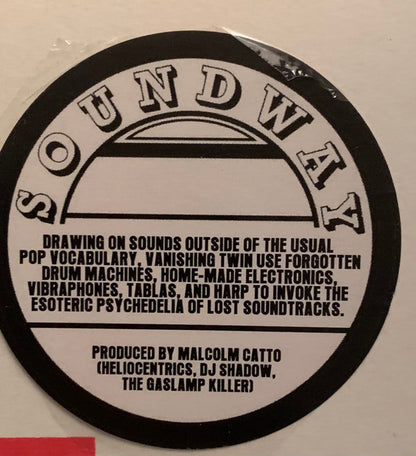 SOUNDWAY
DRAWING ON SOUNDS OUTSIDE OF THE USUAL
POP VOCABULARY, VANISHING TWIN USE FORGOTTEN
DRUM MACHINES, HOME-MADE ELECTRONICS,
VIBRAPHONES, TABLAS, AND HARP TO INVOKE THE
ESOTERIC PSYCHEDELIA OF LOST SOUNDTRACKS.
PRODUCED BY MALCOLM CATTO
(HELIOCENTRICS, DJ SHADOW,
THE GASLAMP KILLER)